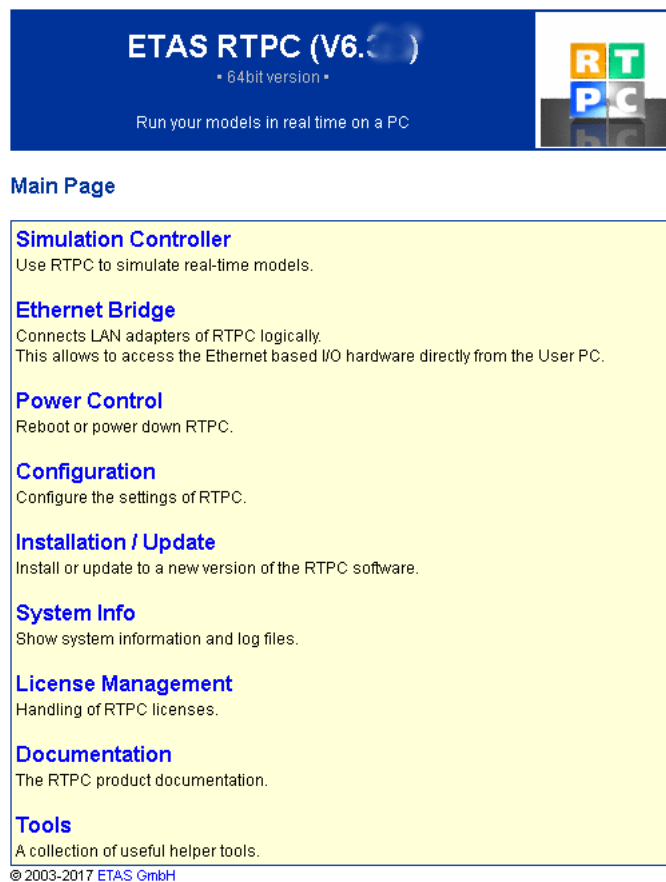 ETAS RTPC (V6.
▪ 64bit version ▪
Run your models in real time on a PC
R T
P C
Main Page
Simulation Controller
Use RTPC to simulate real-time models.
Ethernet Bridge
Connects LAN adapters of RTPC logically.
This allows to access the Ethernet based I/O hardware directly from the User PC.
Power Control
Reboot or power down RTPC.
Configuration
Configure the settings of RTPC.
Installation / Update
Install or update to a new version of the RTPC software.
System Info
Show system information and log files.
License Management
Handling of RTPC licenses.
Documentation
The RTPC product documentation.
Tools
A collection of useful helper tools.
© 2003-2017 ETAS GmbH